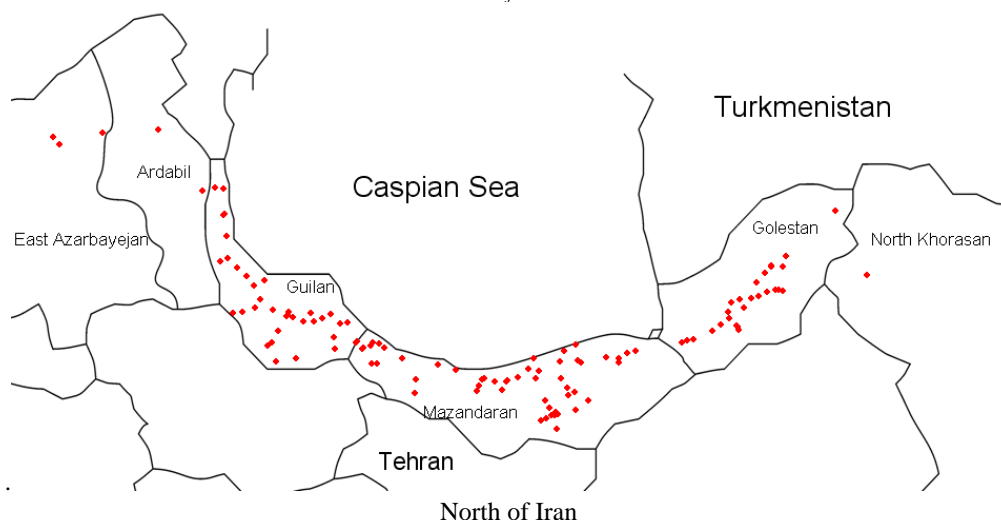 Turkmenistan
Ardabil
Caspian Sea
East Azarbayejan
Golestan
North Khorasan
Guilan
Mazandaran
Tehran
North of Iran